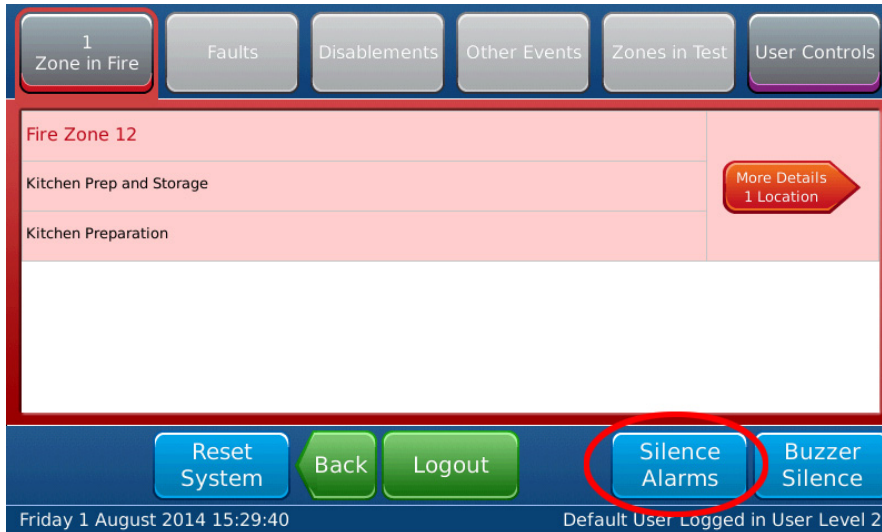 1
Zone in Fire
Faults
Disablements
Other Events
Zones in Test
User Controls
Fire Zone 12
Kitchen Prep and Storage
Kitchen Preparation
More Details
1 Location
Reset
System
Back
Logout
Silence
Alarms
Buzzer
Silence
Friday 1 August 2014 15:29:40
Default User Logged in User Level 2